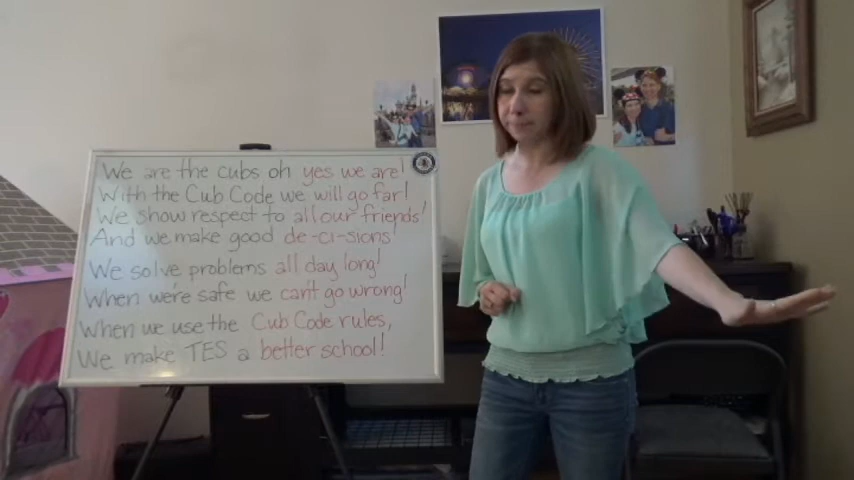 We are the cubs oh yes we are!
With the Cub Code we will go far!
We show respect to all our friends!
And we make good de-ci-sions!
We solve problems all day long!
When we're safe we can't go wrong!
When we use the Cub Code rules,
We make TES a better school!